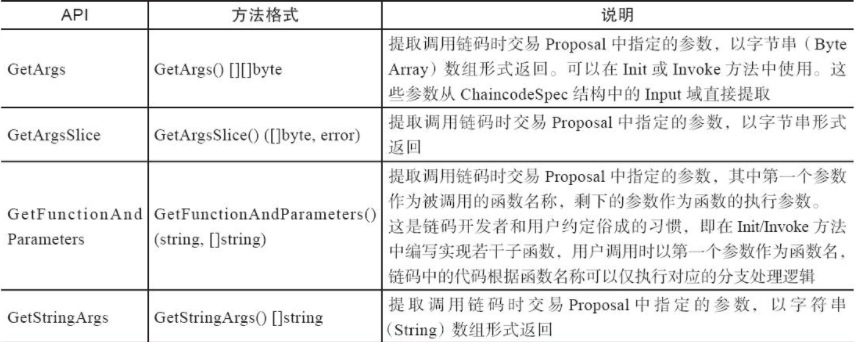 API 方法格式 说明
提取调用链码时交易 Proposal 中指定的参数，以字节串（Byte
GetArgs GetArgs() [][]byte Array）数组形式返回。可以在 Init 或 Invoke 方法中使用。这
些参数从 ChaincodeSpec 结构中的 Input 域直接提取
GetArgsSlice GetArgsSlice() ([]byte, error) 提取调用链码时交易 Proposal 中指定的参数，以字节串形式
返回
提取调用链码时交易 Proposal 中指定的参数，其中第一个参数
作为被调用的函数名称，剩下的参数作为函数的执行参数。
GetFunctionAnd GetFunctionAndParameters() 这是链码开发者和用户约定俗成的习惯，即在 Init/Invoke 方法
Parameters (string, []string) 中编写实现若干子函数，用户调用时以第一个参数作为函数名，
链码中的代码根据函数名称可以仅执行对应的分支处理逻辑
GetStringArgs GetStringArgs() []string 提取调用链码时交易 Proposal 中指定的参数，以字符串
（String）数组形式返回